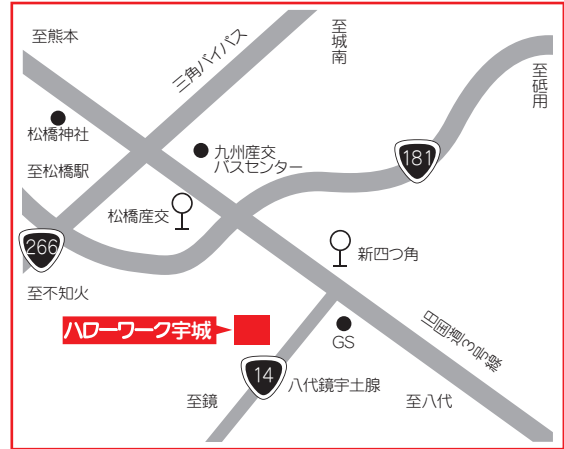 至熊本
三角バイパス
至城南
至砥用
松橋神社
九州産交
バスセンター
181
至松橋駅
松橋産交
266
新四つ角
至不知火
ハローワーク宇城
GS
旧国道3号線
14
八代鏡宇土腺
至鏡
至八代